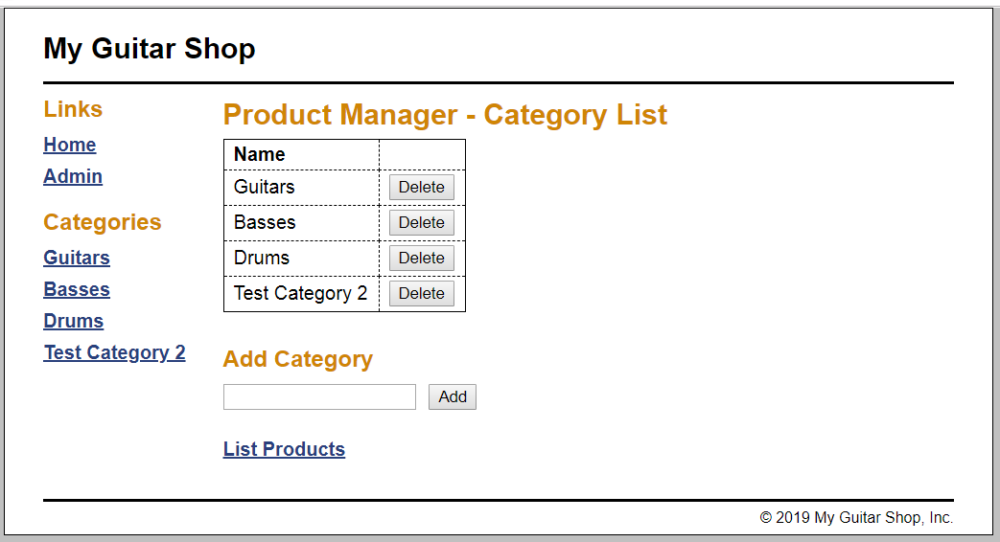 My Guitar Shop
Links
Home
Admin
Categories
Guitars
Basses
Drums
Test Category 2
Product Manager - Category List
Name
Guitars Delete
Basses Delete
Drums Delete
Test Category 2 Delete
Add Category
Add
List Products
© 2019 My Guitar Shop, Inc.